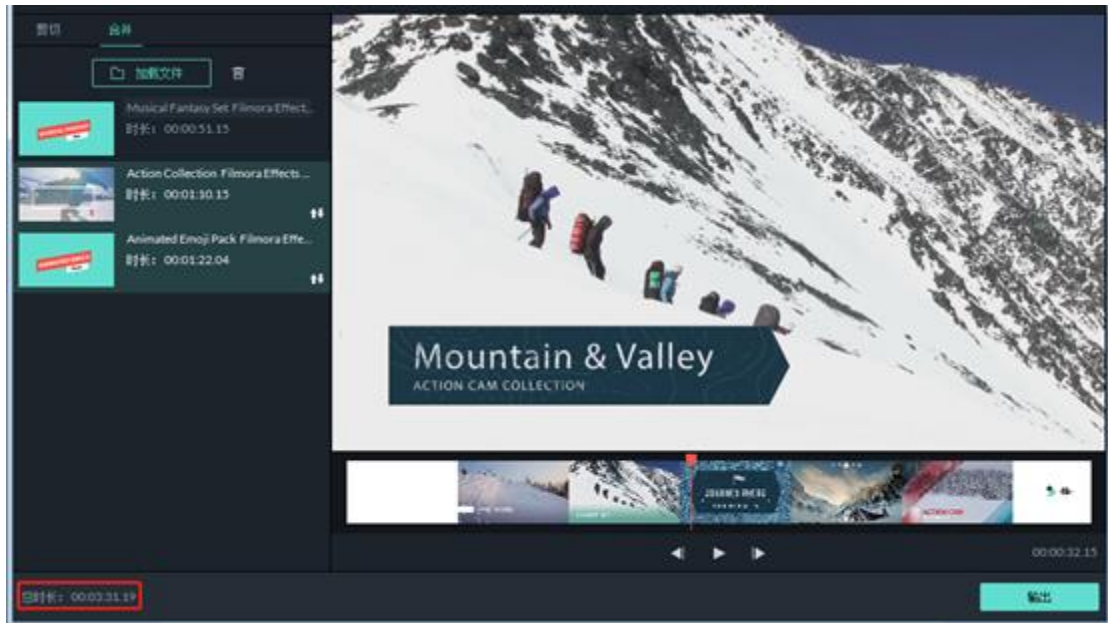 剪切 合并
加载文件
Musical Fantasy Set Filmora Effect...
时长：00:00:51.15
Action Collection Filmora Effects ...
时长：00:01:10.15
Animated Emoji Pack Filmora Effe...
时长：00:01:22.04
Mountain & Valley
ACTION CAM COLLECTION
00:00:32.15
总时长：00:03:31.19
输出